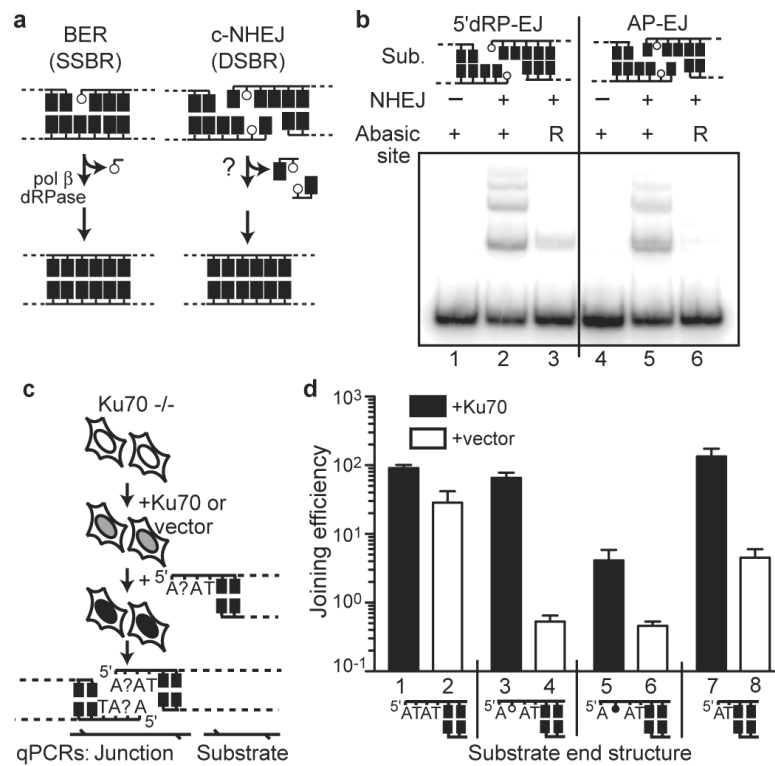 a
BER
(SSBR)
c-NHEJ
(DSBR)
pol β
dRPase
?
b
5'dRP-EJ AP-EJ
Sub.
NHEJ − + + − + +
Abasic site + + R + + R
1 2 3 4 5 6
c
Ku70 -/-
+Ku70 or
vector
+
5'
A?AT
5'
A?AT
TA?A
5'
qPCRs: Junction Substrate
d
+Ku70
+vector
Joining efficiency
10³
10²
10¹
10⁰
10⁻¹
1 2 3 4 5 6 7 8
5'ATAT 5'A AT 5'A AT 5'AT
Substrate end structure